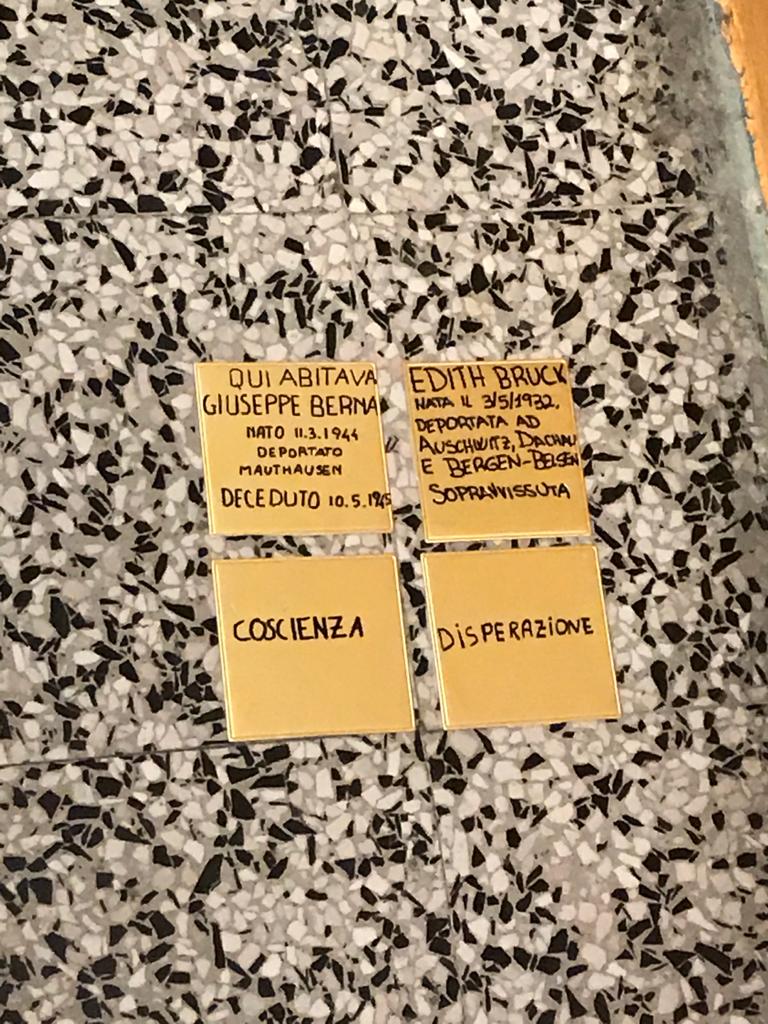 QUI ABITAVA
GIUSEPPE BERNA
NATO 11.3.1944
DEPORTATO
MAUTHAUSEN
DECEDUTO 10.5.1945
EDITH BRUCK
NATA IL 3/5/1932,
DEPORTATA AD
AUSCHWITZ, DACHAU
E BERGEN-BELSEN
SOPRAVVISSUTA
COSCIENZA
DISPERAZIONE